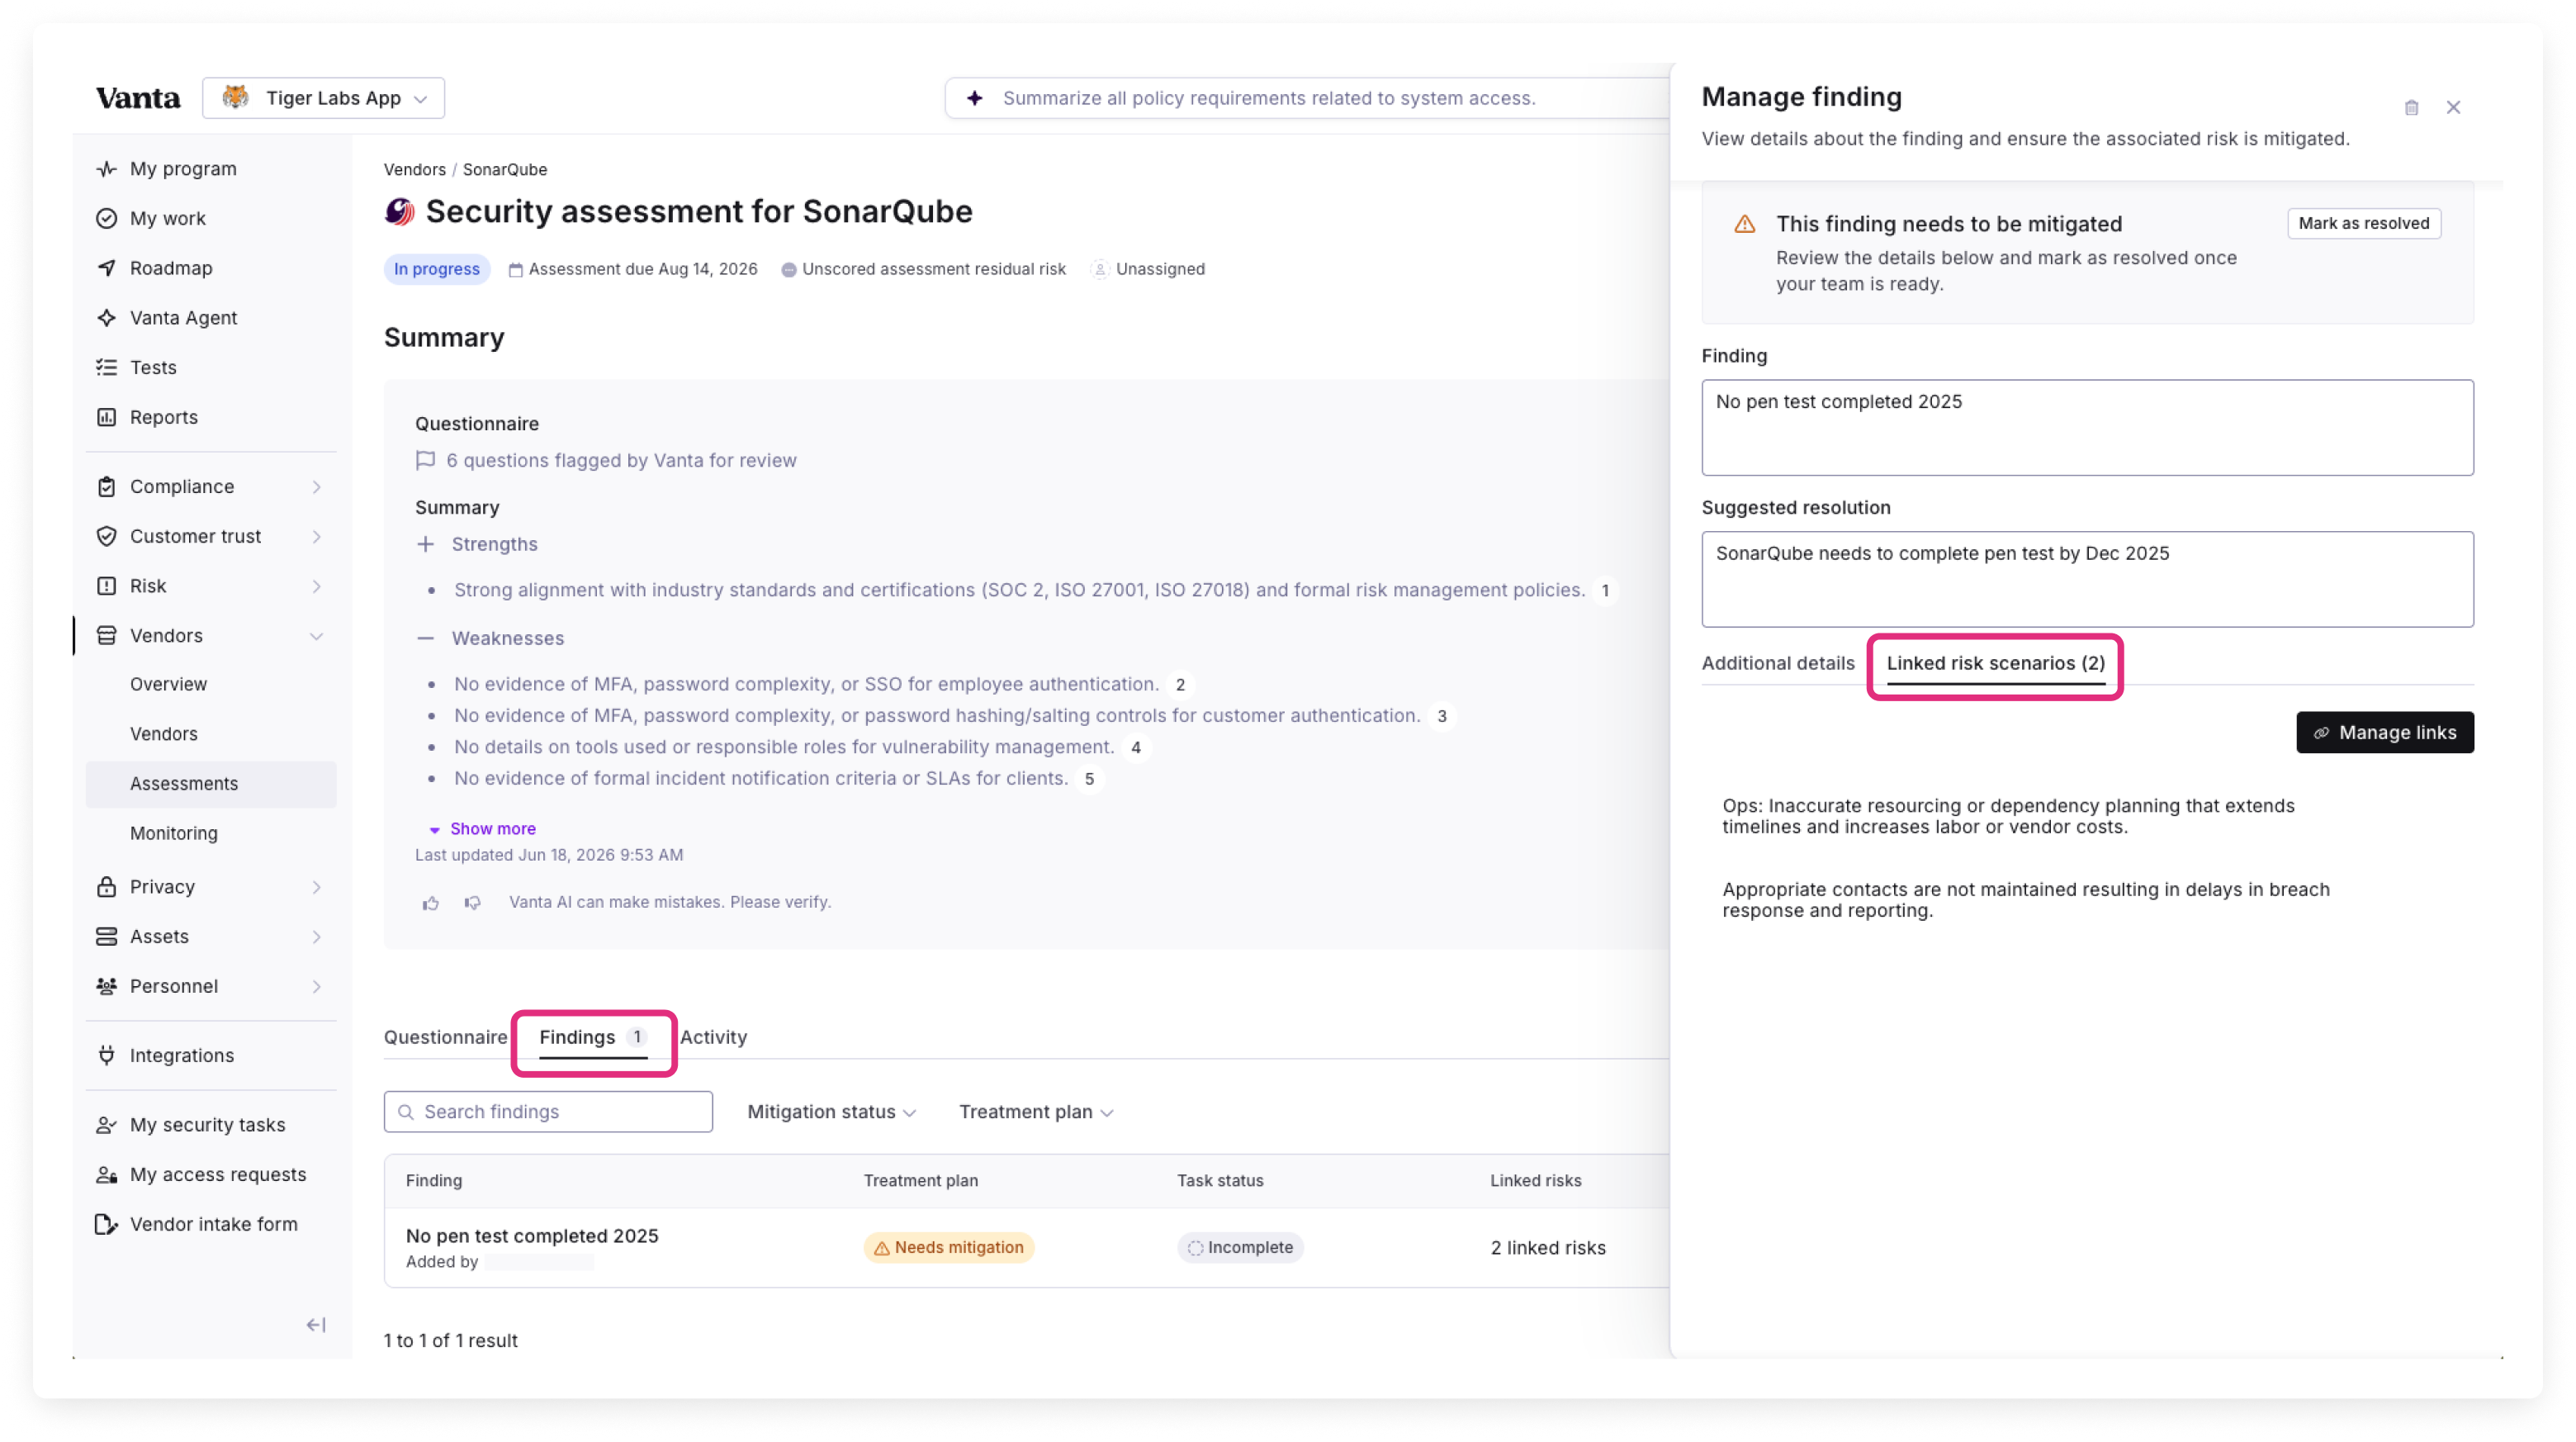 Vanta
Tiger Labs App
Summarize all policy requirements related to system access.
My program
My work
Roadmap
Vanta Agent
Tests
Reports
Compliance
Customer trust
Risk
Vendors
Overview
Vendors
Assessments
Monitoring
Privacy
Assets
Personnel
Integrations
My security tasks
My access requests
Vendor intake form
Vendors / SonarQube
Security assessment for SonarQube
In progress
Assessment due Aug 14, 2026
Unscored assessment residual risk
Unassigned
Summary
Questionnaire
6 questions flagged by Vanta for review
Summary
Strengths
Strong alignment with industry standards and certifications (SOC 2, ISO 27001, ISO 27018) and formal risk management policies. 1
Weaknesses
No evidence of MFA, password complexity, or SSO for employee authentication. 2
No evidence of MFA, password complexity, or password hashing/salting controls for customer authentication. 3
No details on tools used or responsible roles for vulnerability management. 4
No evidence of formal incident notification criteria or SLAs for clients. 5
Show more
Last updated Jun 18, 2026 9:53 AM
Vanta AI can make mistakes. Please verify.
Questionnaire
Findings 1
Activity
Search findings
Mitigation status
Treatment plan
Finding
Treatment plan
Task status
Linked risks
No pen test completed 2025
Added by
Needs mitigation
Incomplete
2 linked risks
1 to 1 of 1 result
Manage finding
View details about the finding and ensure the associated risk is mitigated.
This finding needs to be mitigated
Mark as resolved
Review the details below and mark as resolved once
your team is ready.
Finding
No pen test completed 2025
Suggested resolution
SonarQube needs to complete pen test by Dec 2025
Additional details
Linked risk scenarios (2)
Manage links
Ops: Inaccurate resourcing or dependency planning that extends
timelines and increases labor or vendor costs.
Appropriate contacts are not maintained resulting in delays in breach
response and reporting.